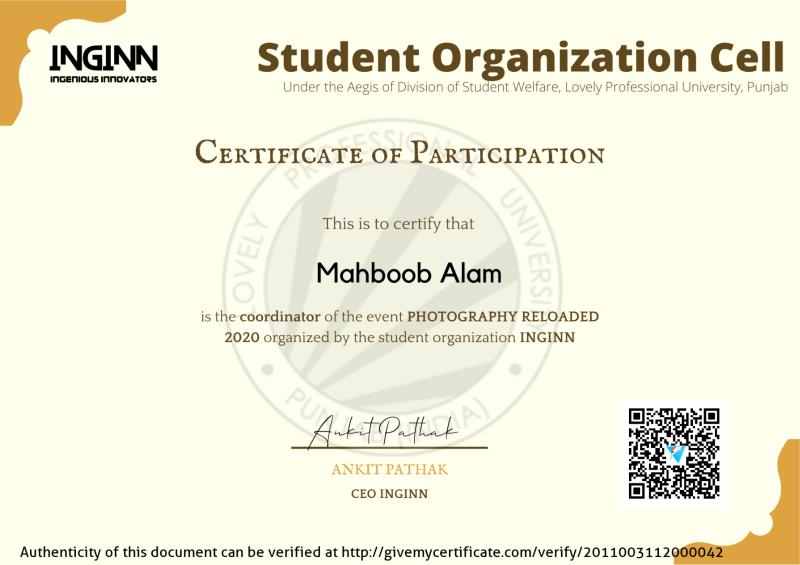 INGINN
INGENIOUS INNOVATORS
Student Organization Cell
Under the Aegis of Division of Student Welfare, Lovely Professional University, Punjab
CERTIFICATE OF PARTICIPATION
LOVELY PROFESSIONAL UNIVERSITY
This is to certify that
Mahboob Alam
is the coordinator of the event PHOTOGRAPHY RELOADED
2020 organized by the student organization INGINN
PUNJAB (INDIA)
Ankit Pathak
ANKIT PATHAK
CEO INGINN
Authenticity of this document can be verified at http://givemycertificate.com/verify/2011003112000042